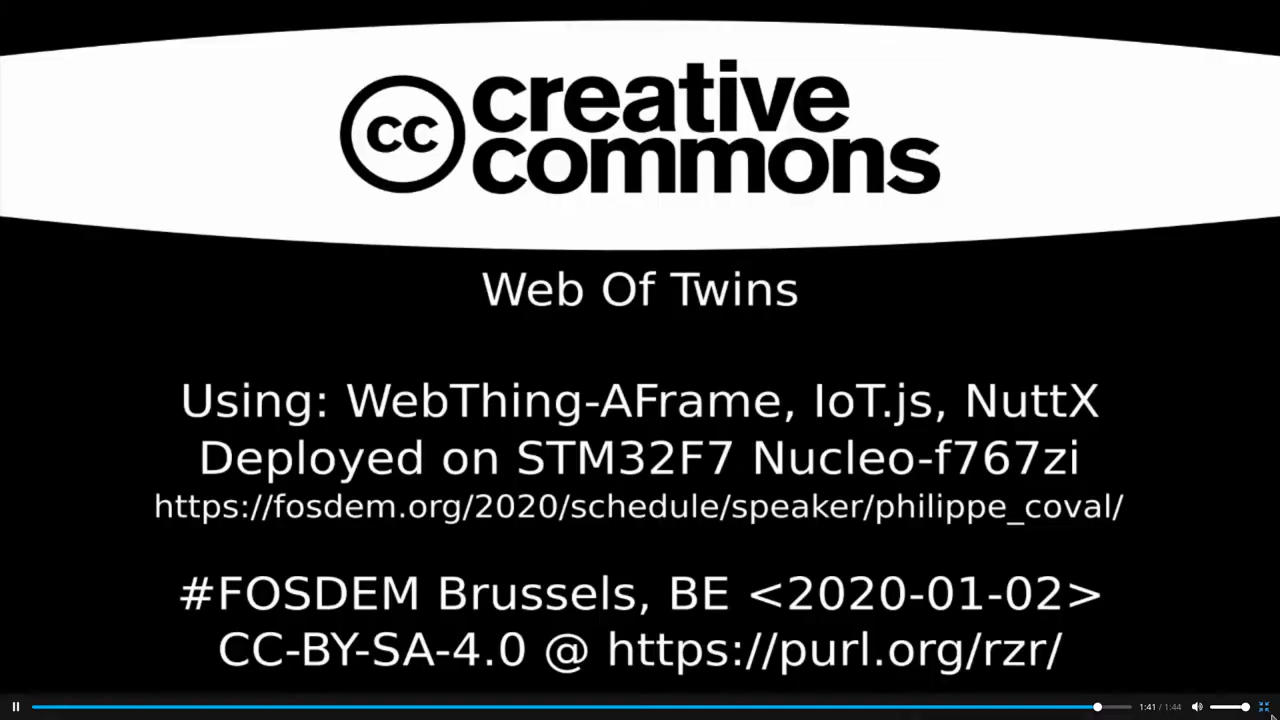 cc creative
commons
Web Of Twins
Using: WebThing-AFrame, IoT.js, NuttX
Deployed on STM32F7 Nucleo-f767zi
https://fosdem.org/2020/schedule/speaker/philippe_coval/
#FOSDEM Brussels, BE <2020-01-02>
CC-BY-SA-4.0 @ https://purl.org/rzr/
1:41 / 1:44